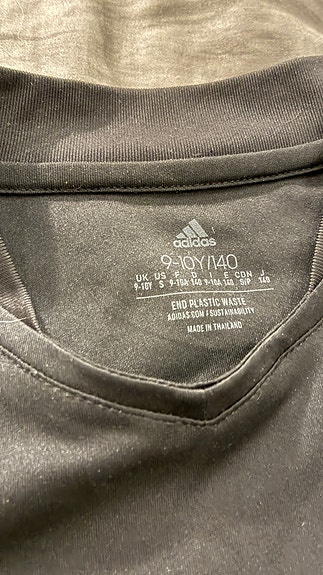 adidas
9-10Y/140
UK US F D I E CDN J
9-10Y S 9-10A 140 9-10A 140 S/P 140
END PLASTIC WASTE
ADIDAS.COM/SUSTAINABILITY
MADE IN THAILAND